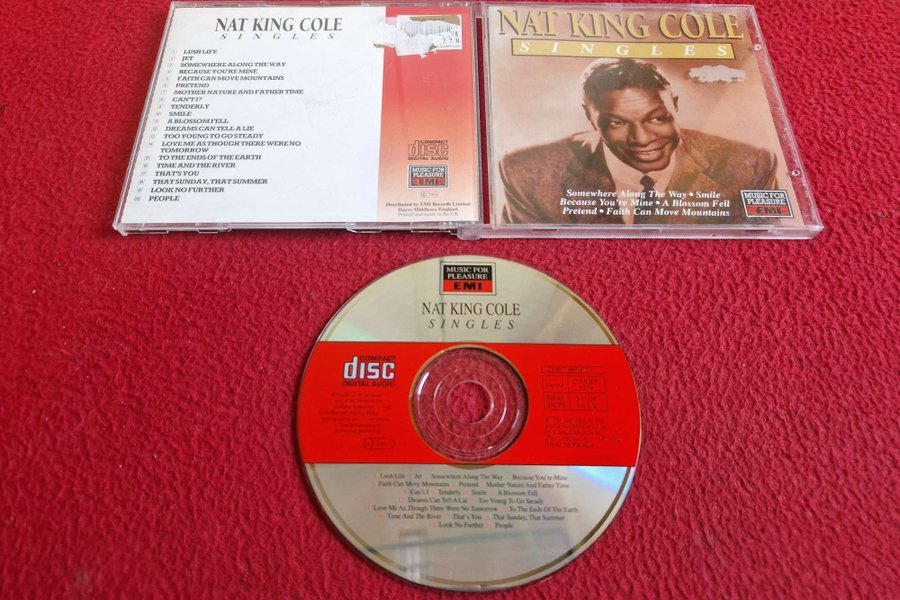 NAT KING COLE
SINGLES
LUSH LIFE
JET
SOMEWHERE ALONG THE WAY
BECAUSE YOU'RE MINE
FAITH CAN MOVE MOUNTAINS
PRETEND
MOTHER NATURE AND FATHER TIME
CAN'T I?
TENDERLY
SMILE
A BLOSSOM FELL
DREAMS CAN TELL A LIE
TOO YOUNG TO GO STEADY
LOVE ME AS THOUGH THERE WERE NO
TOMORROW
TO THE ENDS OF THE EARTH
TIME AND THE RIVER
THAT'S YOU
THAT SUNDAY, THAT SUMMER
LOOK NO FURTHER
PEOPLE
COMPACT
disc
DIGITAL AUDIO
MUSIC FOR
PLEASURE
EMI
Distributed by EMI Records Limited
Hayes Middlesex England
Printed and made in the UK
NAT KING COLE
SINGLES
Somewhere Along The Way • Smile
Because You're Mine • A Blossom Fell
Pretend • Faith Can Move Mountains
MUSIC FOR
PLEASURE
EMI
MUSIC FOR
PLEASURE
EMI
NAT KING COLE
SINGLES
COMPACT
disc
DIGITAL AUDIO
Lush Life Jet Somewhere Along The Way Because You're Mine
Faith Can Move Mountains Pretend Mother Nature And Father Time
Can't I Tenderly Smile A Blossom Fell
Dreams Can Tell A Lie Too Young To Go Steady
Love Me As Though There Were No Tomorrow To The Ends Of The Earth
Time And The River That's You That Sunday, That Summer
Look No Further People